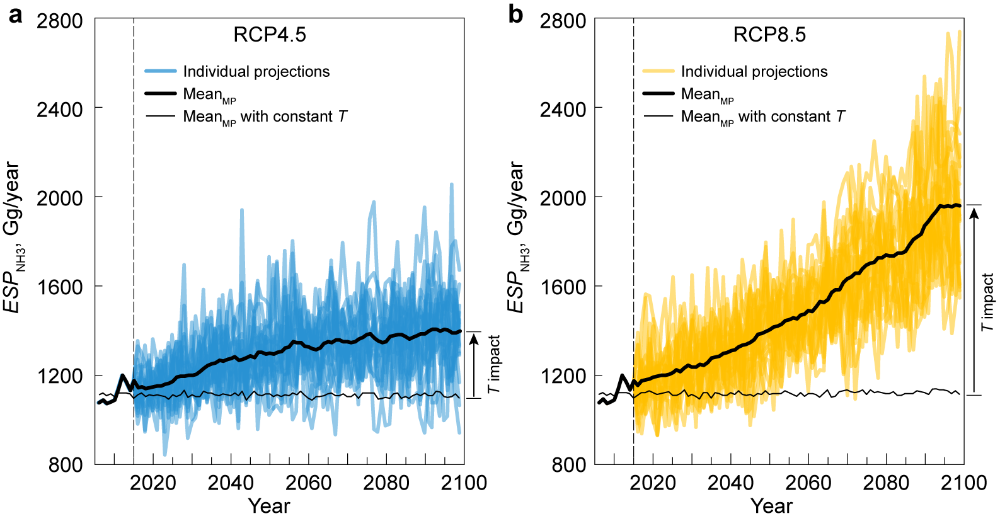 a
RCP4.5
Individual projections
MeanMP
MeanMP with constant T
2800
2400
2000
1600
1200
800
ESPNH3, Gg/year
2020 2040 2060 2080 2100
Year
T impact
b
RCP8.5
Individual projections
MeanMP
MeanMP with constant T
2800
2400
2000
1600
1200
800
ESPNH3, Gg/year
2020 2040 2060 2080 2100
Year
T impact